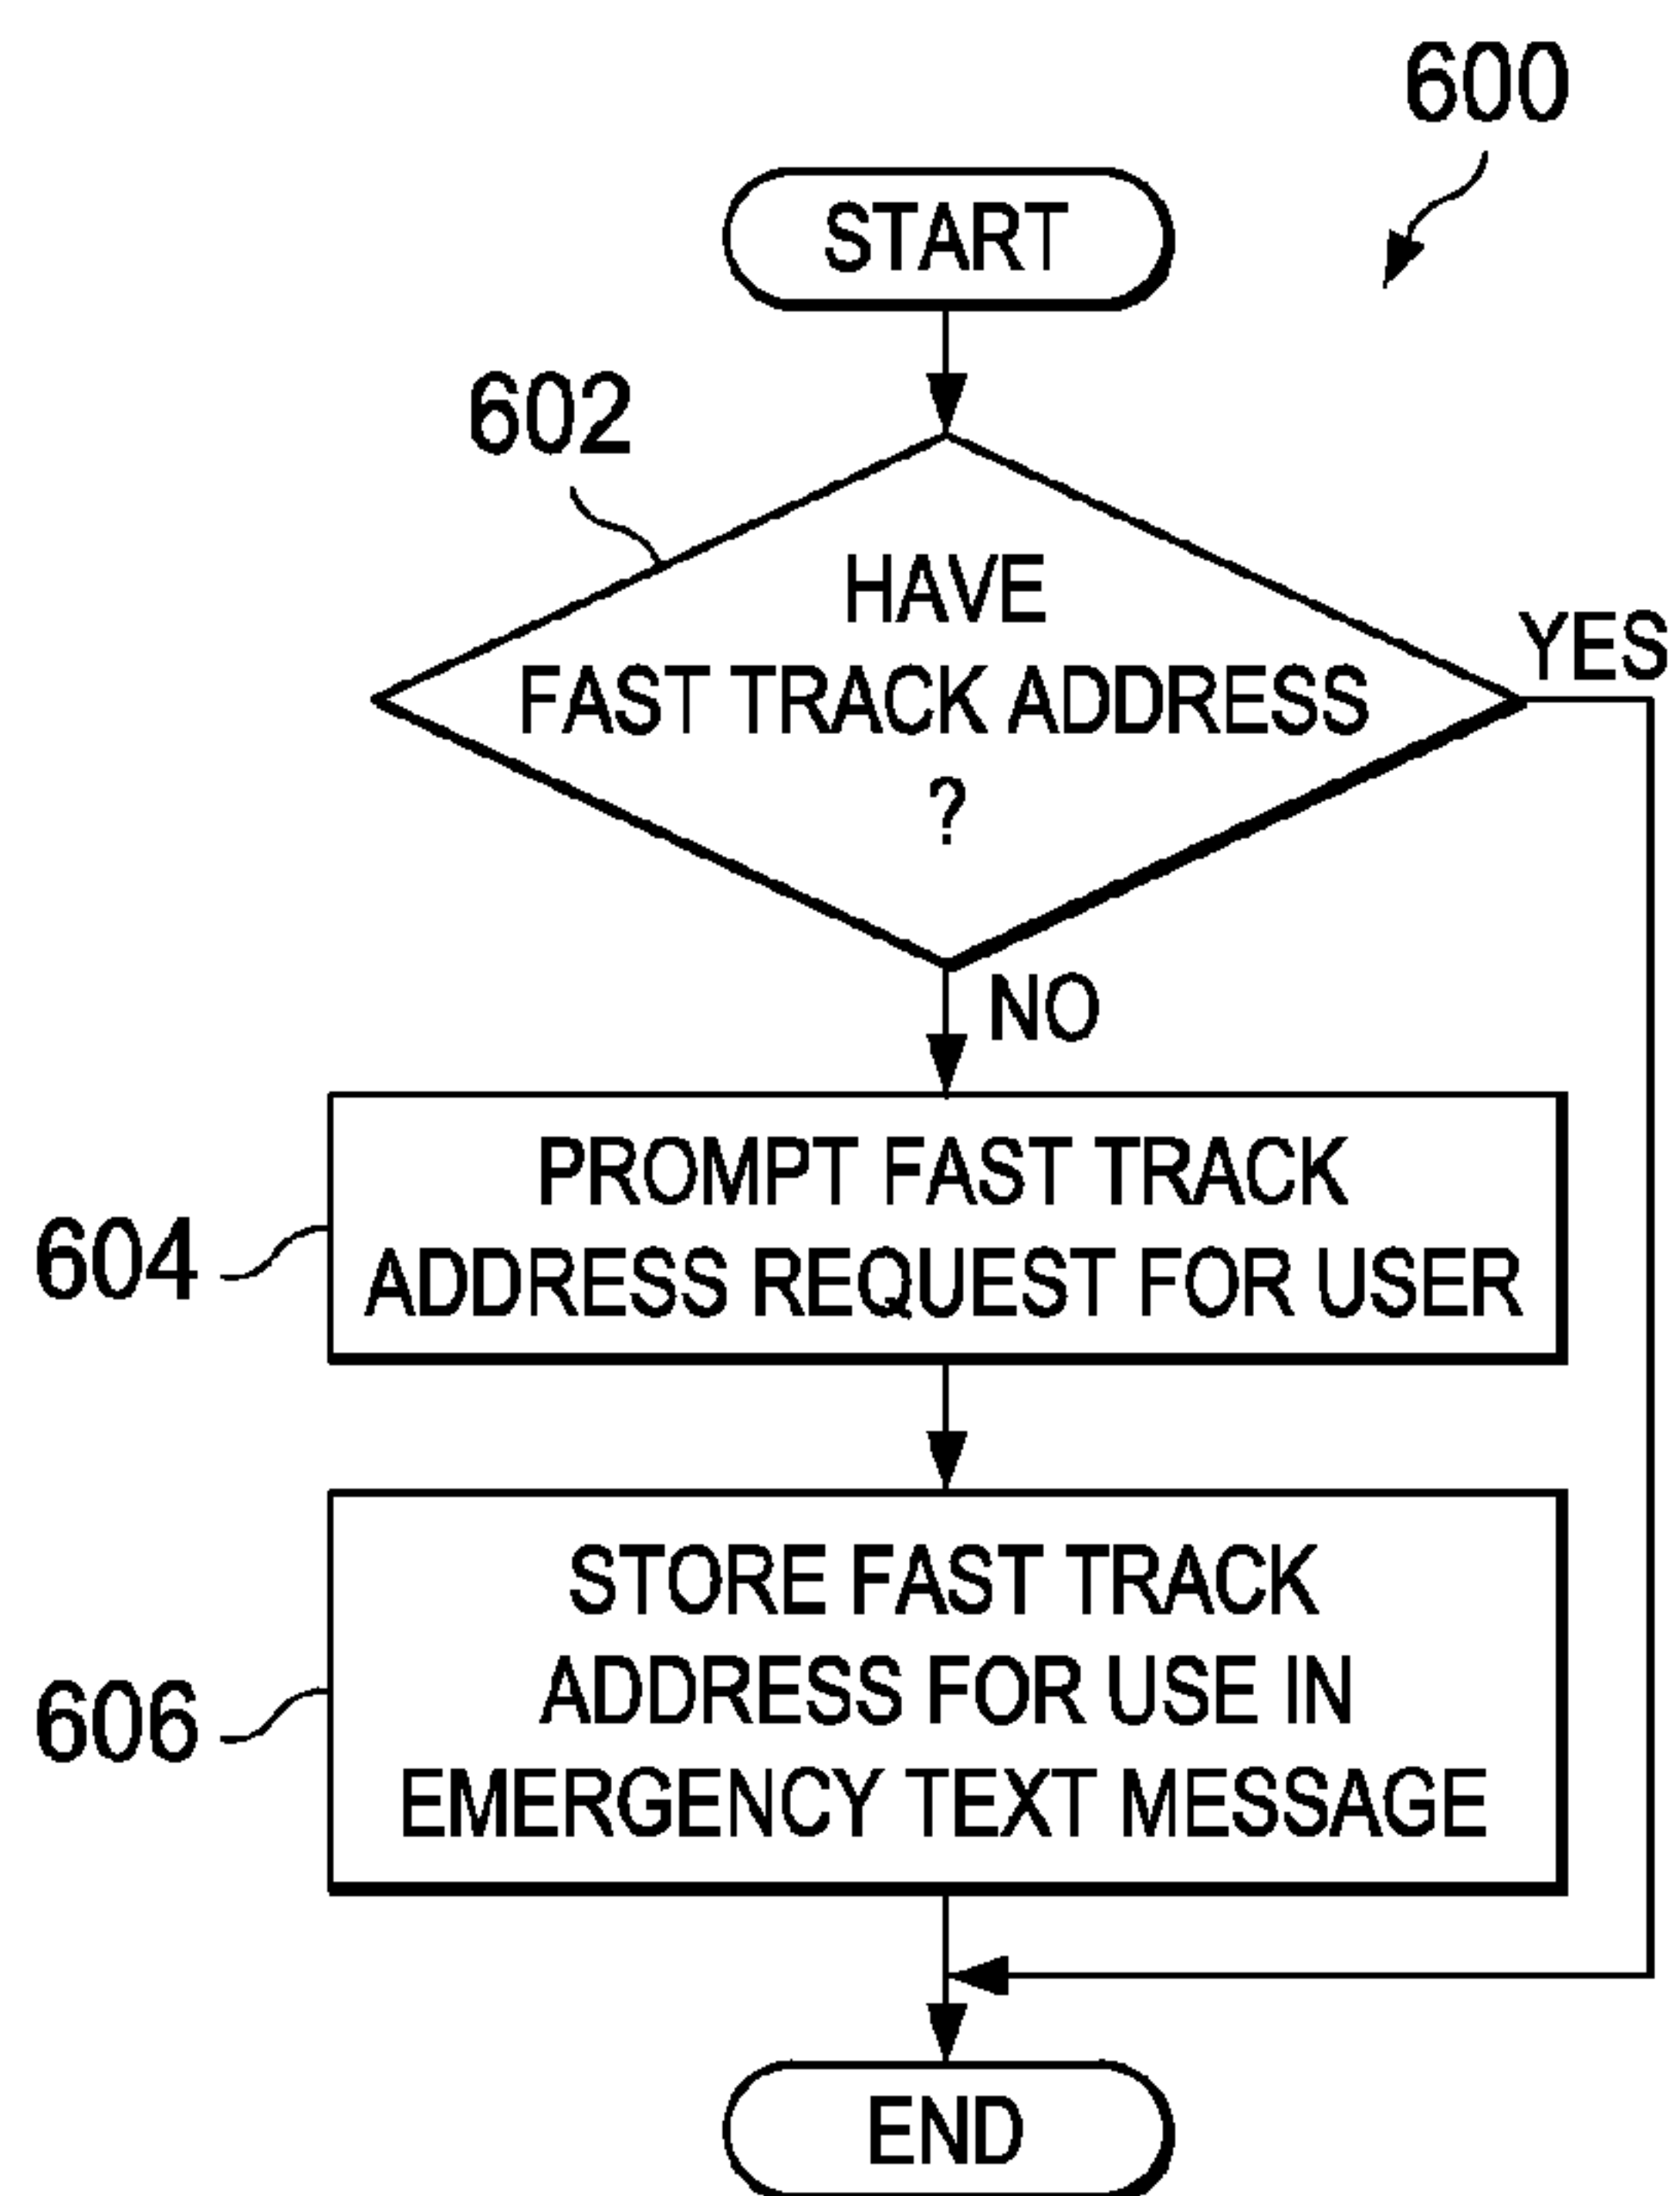 600
START
602
HAVE
FAST TRACK ADDRESS
?
YES
NO
PROMPT FAST TRACK
ADDRESS REQUEST FOR USER
604
STORE FAST TRACK
ADDRESS FOR USE IN
EMERGENCY TEXT MESSAGE
606
END